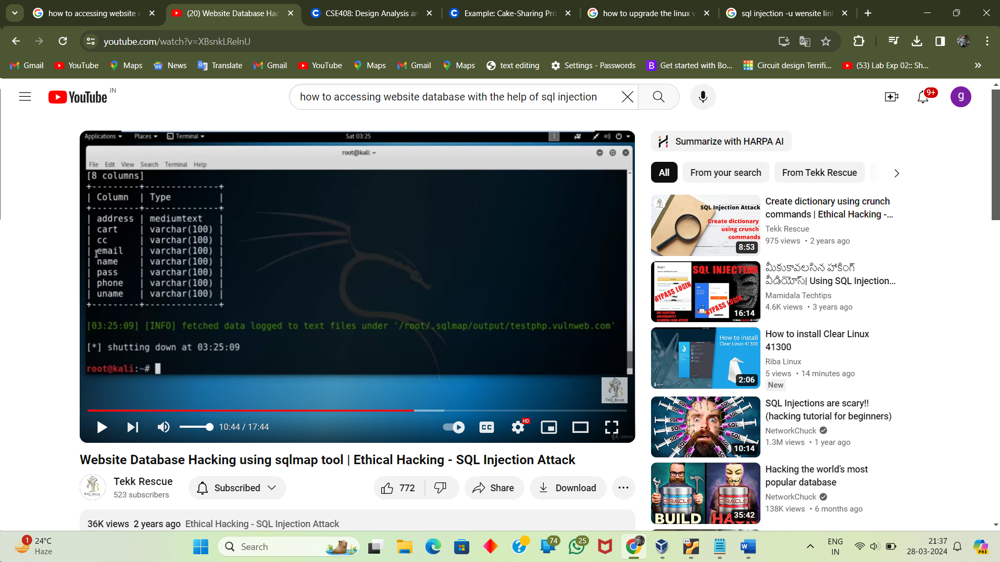 how to accessing website
(20) Website Database Hac
CSE408: Design Analysis an
Example: Cake-Sharing Pro
how to upgrade the linux v
sql injection -u wensite link
youtube.com/watch?v=XBsnkLRelnU
Gmail
YouTube
Maps
News
Translate
Gmail
YouTube
Maps
Gmail
Maps
text editing
Settings - Passwords
Get started with Bo...
Circuit design Terrifi...
(53) Lab Exp 02:: Sh...
YouTube IN
how to accessing website database with the help of sql injection
9+
g
Applications Places Terminal Sat 03:25 1
root@kali: ~
File Edit View Search Terminal Help
[8 columns]
| Column | Type |
| address | mediumtext |
| cart | varchar(100) |
| cc | varchar(100) |
| email | varchar(100) |
| name | varchar(100) |
| pass | varchar(100) |
| phone | varchar(100) |
| uname | varchar(100) |
[03:25:09] [INFO] fetched data logged to text files under '/root/.sqlmap/output/testphp.vulnweb.com'
[*] shutting down at 03:25:09
root@kali:~#
Tekk Rescue
10:44 / 17:44
CC
HD
Website Database Hacking using sqlmap tool | Ethical Hacking - SQL Injection Attack
Tekk Rescue
523 subscribers
Subscribed
772
Share
Download
36K views 2 years ago Ethical Hacking - SQL Injection Attack
Summarize with HARPA AI
All
From your search
From Tekk Rescue
SQL Injection Attack
Create dictionary
using crunch
commands
8:53
Create dictionary using crunch
commands | Ethical Hacking -...
Tekk Rescue
975 views • 2 years ago
Login
SQL INJECTION
BYPASS LOGIN
BYPASS LOGIN
16:14
మీకుకావలసిన హాకింగ్
వీడియోస్| Using SQL Injection...
Mamidala Techtips
4.6K views • 3 years ago
How to install
Clear Linux 41300
2:06
How to install Clear Linux
41300
Riba Linux
5 views • 14 minutes ago
New
SQL
10:14
SQL Injections are scary!!
(hacking tutorial for beginners)
NetworkChuck
1.3M views • 1 year ago
ORACLE
ORACLE
BUILD
HACK
35:42
Hacking the world's most
popular database
NetworkChuck
138K views • 6 months ago
1
24°C
Haze
Search
74
25
64
ENG
IN
21:37
28-03-2024
PRE